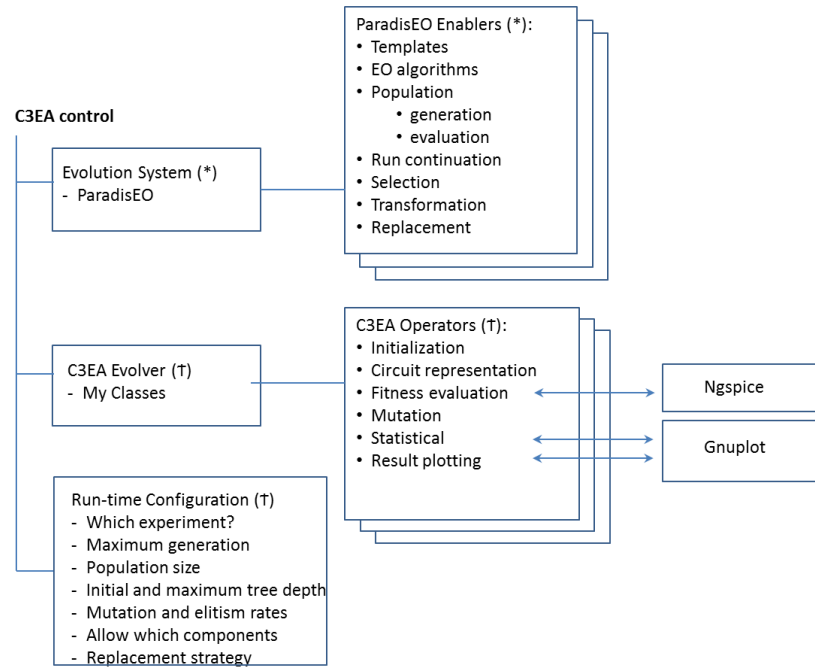 C3EA control
Evolution System (*)
- ParadisEO
ParadisEO Enablers (*):
• Templates
• EO algorithms
• Population
• generation
• evaluation
• Run continuation
• Selection
• Transformation
• Replacement
C3EA Evolver (Ϯ)
- My Classes
C3EA Operators (Ϯ):
• Initialization
• Circuit representation
• Fitness evaluation
• Mutation
• Statistical
• Result plotting
Ngspice
Gnuplot
Run-time Configuration (Ϯ)
- Which experiment?
- Maximum generation
- Population size
- Initial and maximum tree depth
- Mutation and elitism rates
- Allow which components
- Replacement strategy